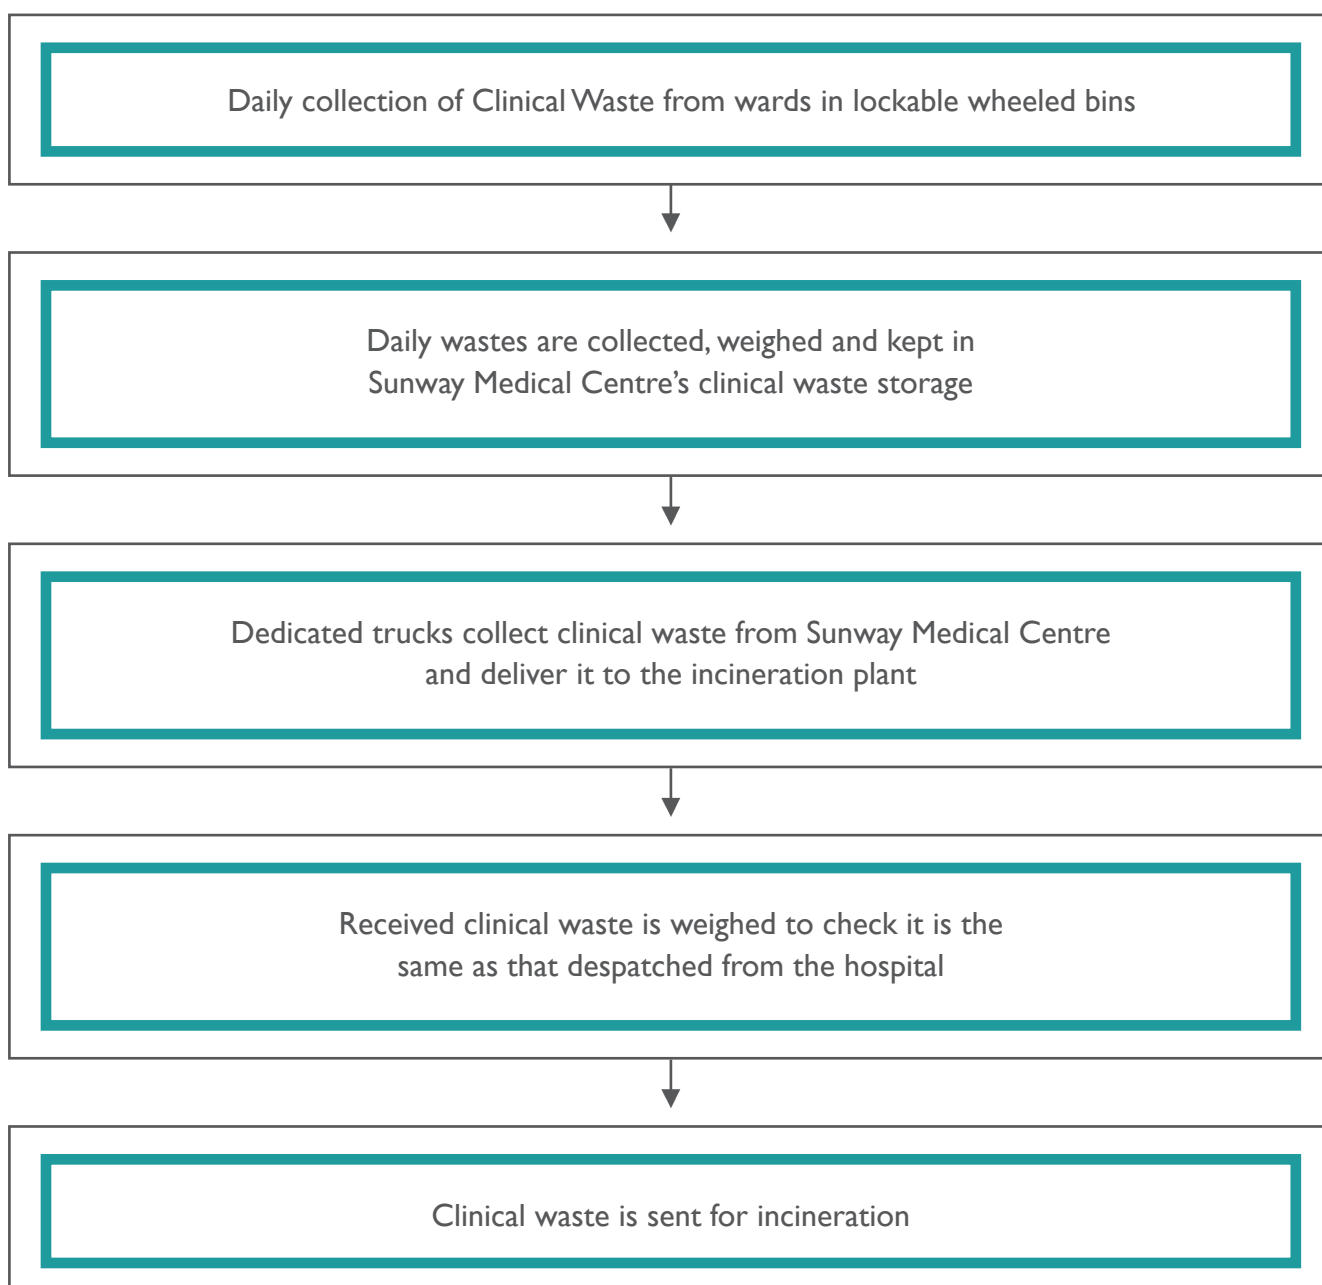 Daily collection of Clinical Waste from wards in lockable wheeled bins
Daily wastes are collected, weighed and kept in
Sunway Medical Centre’s clinical waste storage
Dedicated trucks collect clinical waste from Sunway Medical Centre
and deliver it to the incineration plant
Received clinical waste is weighed to check it is the
same as that despatched from the hospital
Clinical waste is sent for incineration